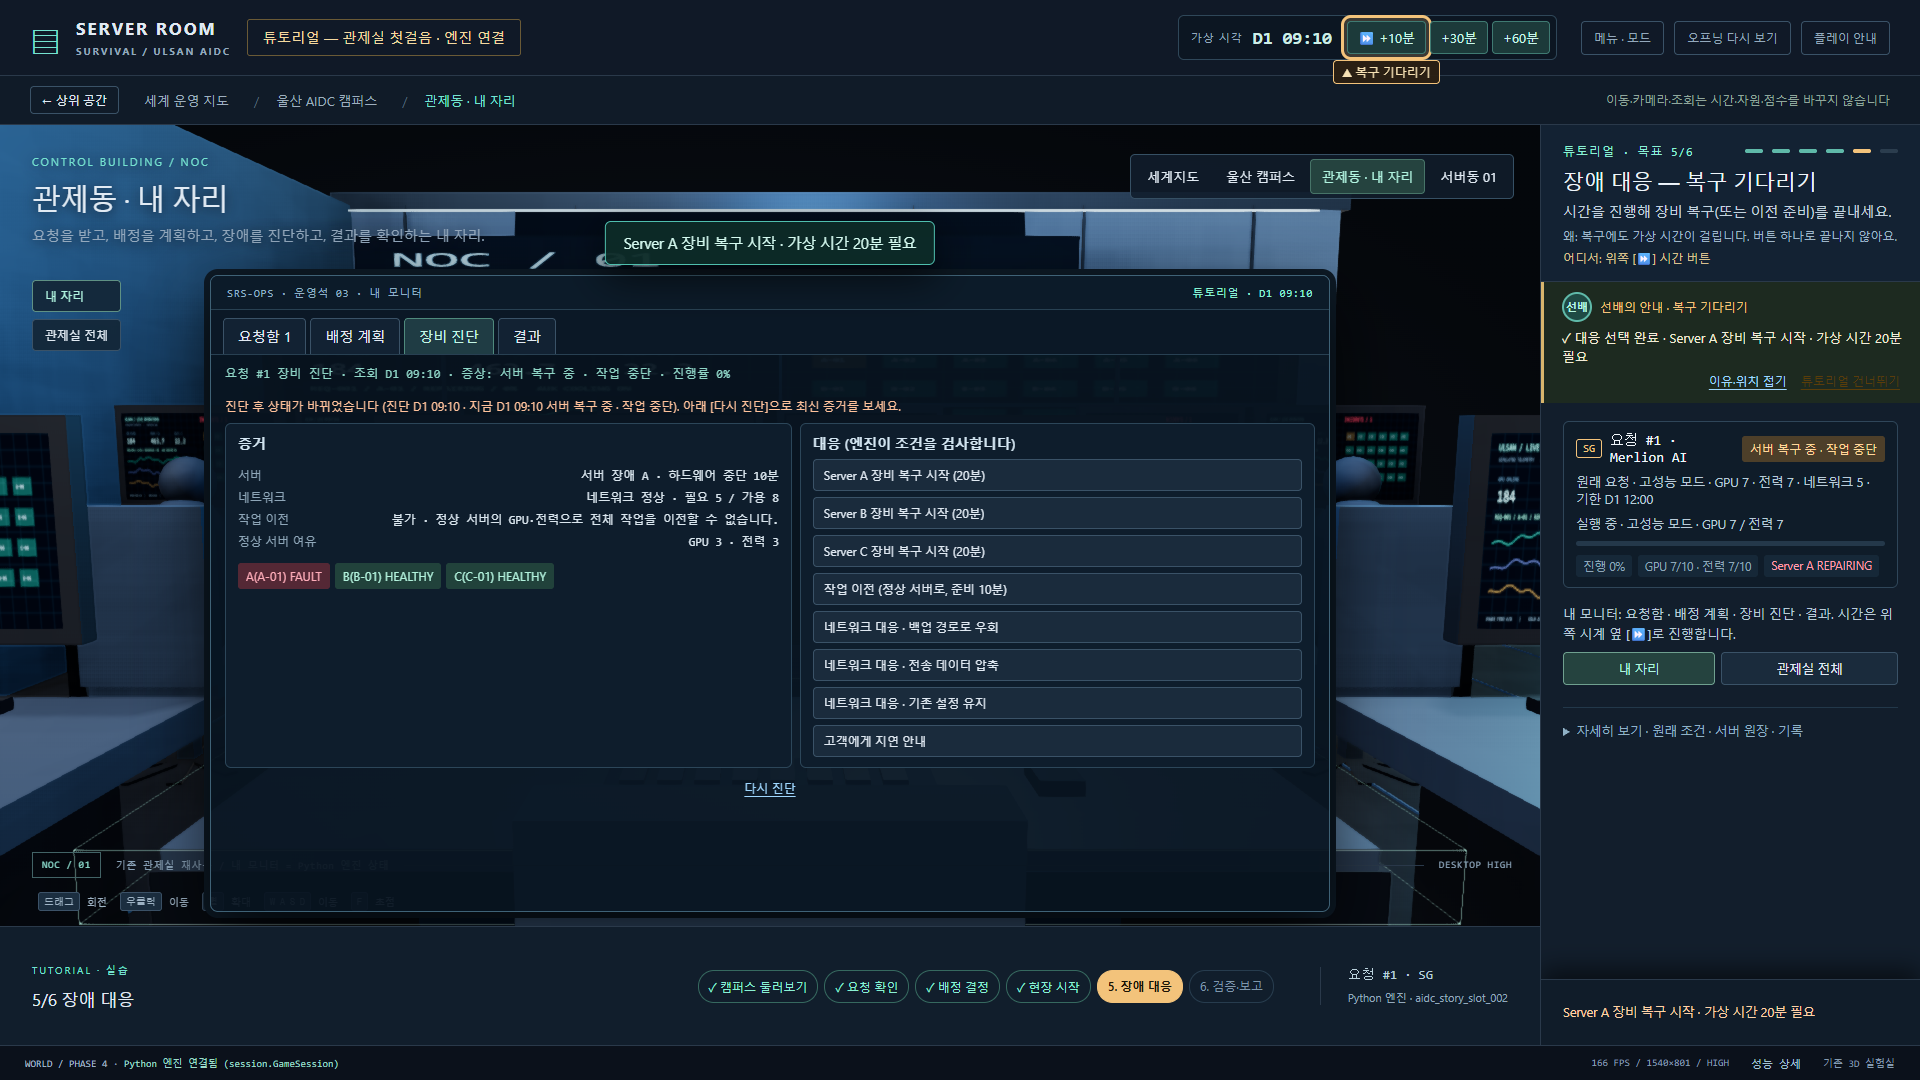 SERVER ROOM
SURVIVAL / ULSAN AIDC
튜토리얼 — 관제실 첫걸음 · 엔진 연결
가상 시각 D1 09:10 ⏩ +10분 +30분 +60분
메뉴 · 모드 오프닝 다시 보기 플레이 안내
▲ 복구 기다리기
← 상위 공간 세계 운영 지도 / 울산 AIDC 캠퍼스 / 관제동 · 내 자리
이동·카메라·조회는 시간·자원·점수를 바꾸지 않습니다
CONTROL BUILDING / NOC
관제동 · 내 자리
요청을 받고, 배정을 계획하고, 장애를 진단하고, 결과를 확인하는 내 자리.
세계지도 울산 캠퍼스 관제동 · 내 자리 서버동 01
Server A 장비 복구 시작 · 가상 시간 20분 필요
NOC / 01
내 자리
관제실 전체
SRS-OPS · 운영석 03 · 내 모니터
튜토리얼 · D1 09:10
요청함 1 배정 계획 장비 진단 결과
요청 #1 장비 진단 · 조회 D1 09:10 · 증상: 서버 복구 중 · 작업 중단 · 진행률 0%
진단 후 상태가 바뀌었습니다 (진단 D1 09:10 · 지금 D1 09:10 서버 복구 중 · 작업 중단). 아래 [다시 진단]으로 최신 증거를 보세요.
증거
서버 서버 장애 A · 하드웨어 중단 10분
네트워크 네트워크 정상 · 필요 5 / 가용 8
작업 이전 불가 · 정상 서버의 GPU·전력으로 전체 작업을 이전할 수 없습니다.
정상 서버 여유 GPU 3 · 전력 3
A(A-01) FAULT B(B-01) HEALTHY C(C-01) HEALTHY
대응 (엔진이 조건을 검사합니다)
Server A 장비 복구 시작 (20분)
Server B 장비 복구 시작 (20분)
Server C 장비 복구 시작 (20분)
작업 이전 (정상 서버로, 준비 10분)
네트워크 대응 · 백업 경로로 우회
네트워크 대응 · 전송 데이터 압축
네트워크 대응 · 기존 설정 유지
고객에게 지연 안내
다시 진단
NOC / 01 기존 관제실 재사
DESKTOP HIGH
드래그 회전 우클릭 이동
튜토리얼 · 목표 5/6
장애 대응 — 복구 기다리기
시간을 진행해 장비 복구(또는 이전 준비)를 끝내세요.
왜: 복구에도 가상 시간이 걸립니다. 버튼 하나로 끝나지 않아요.
어디서: 위쪽 [⏩] 시간 버튼
선배 선배의 안내 · 복구 기다리기
✓ 대응 선택 완료 · Server A 장비 복구 시작 · 가상 시간 20분
필요
이유·위치 접기 튜토리얼 건너뛰기
SG 요청 #1 ·
Merlion AI
서버 복구 중 · 작업 중단
원래 요청 · 고성능 모드 · GPU 7 · 전력 7 · 네트워크 5 ·
기한 D1 12:00
실행 중 · 고성능 모드 · GPU 7 / 전력 7
진행 0% GPU 7/10 · 전력 7/10 Server A REPAIRING
내 모니터: 요청함 · 배정 계획 · 장비 진단 · 결과. 시간은 위
쪽 시계 옆 [⏩]로 진행합니다.
내 자리 관제실 전체
▶ 자세히 보기 · 원래 조건 · 서버 원장 · 기록
Server A 장비 복구 시작 · 가상 시간 20분 필요
TUTORIAL · 실습
5/6 장애 대응
✓ 캠퍼스 둘러보기 ✓ 요청 확인 ✓ 배정 결정 ✓ 현장 시작 5. 장애 대응 6. 검증·보고
요청 #1 · SG
Python 엔진 · aidc_story_slot_002
WORLD / PHASE 4 · Python 엔진 연결됨 (session.GameSession)
166 FPS / 1540×801 / HIGH 성능 상세 기존 3D 실험실